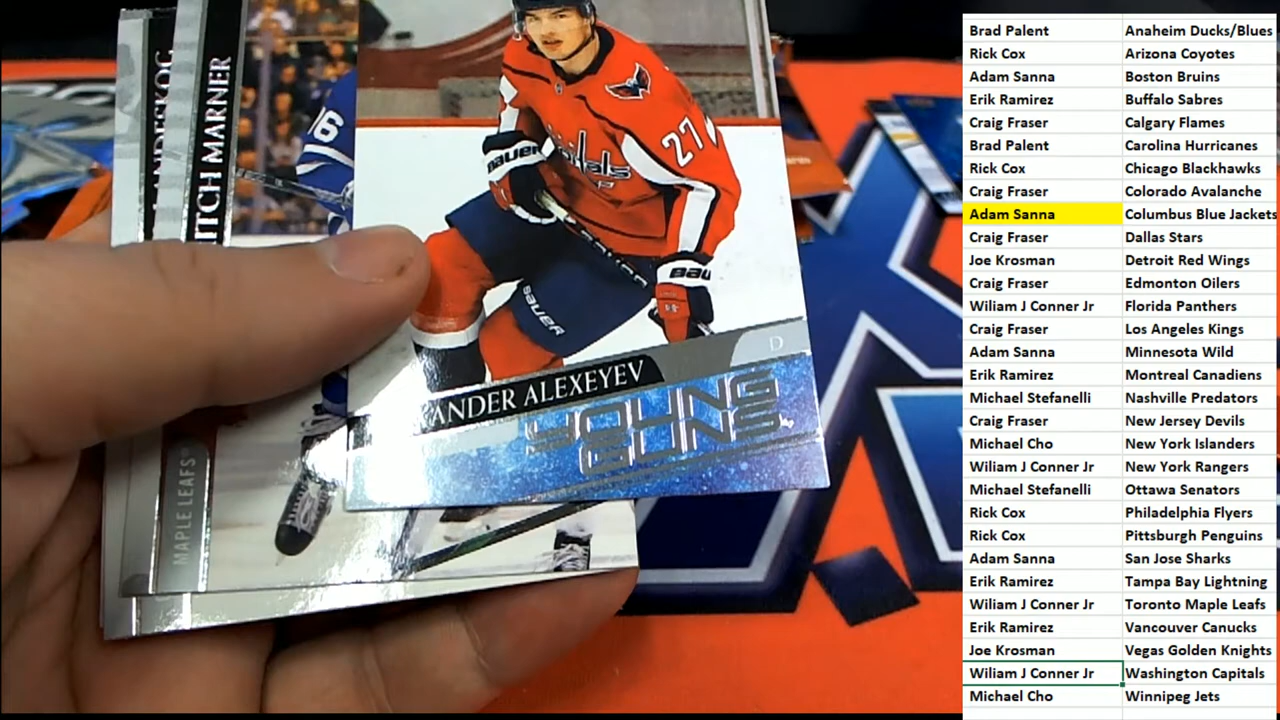 LANDESKOG
MITCH MARNER
16
27
Capitals
BAUER
BAUER
BAUER
D
ANDER ALEXEYEV
YOUNG
GUNS
MAPLE LEAFS®
Brad Palent Anaheim Ducks/Blues
Rick Cox Arizona Coyotes
Adam Sanna Boston Bruins
Erik Ramirez Buffalo Sabres
Craig Fraser Calgary Flames
Brad Palent Carolina Hurricanes
Rick Cox Chicago Blackhawks
Craig Fraser Colorado Avalanche
Adam Sanna Columbus Blue Jackets
Craig Fraser Dallas Stars
Joe Krosman Detroit Red Wings
Craig Fraser Edmonton Oilers
Wiliam J Conner Jr Florida Panthers
Craig Fraser Los Angeles Kings
Adam Sanna Minnesota Wild
Erik Ramirez Montreal Canadiens
Michael Stefanelli Nashville Predators
Craig Fraser New Jersey Devils
Michael Cho New York Islanders
Wiliam J Conner Jr New York Rangers
Michael Stefanelli Ottawa Senators
Rick Cox Philadelphia Flyers
Rick Cox Pittsburgh Penguins
Adam Sanna San Jose Sharks
Erik Ramirez Tampa Bay Lightning
Wiliam J Conner Jr Toronto Maple Leafs
Erik Ramirez Vancouver Canucks
Joe Krosman Vegas Golden Knights
Wiliam J Conner Jr Washington Capitals
Michael Cho Winnipeg Jets